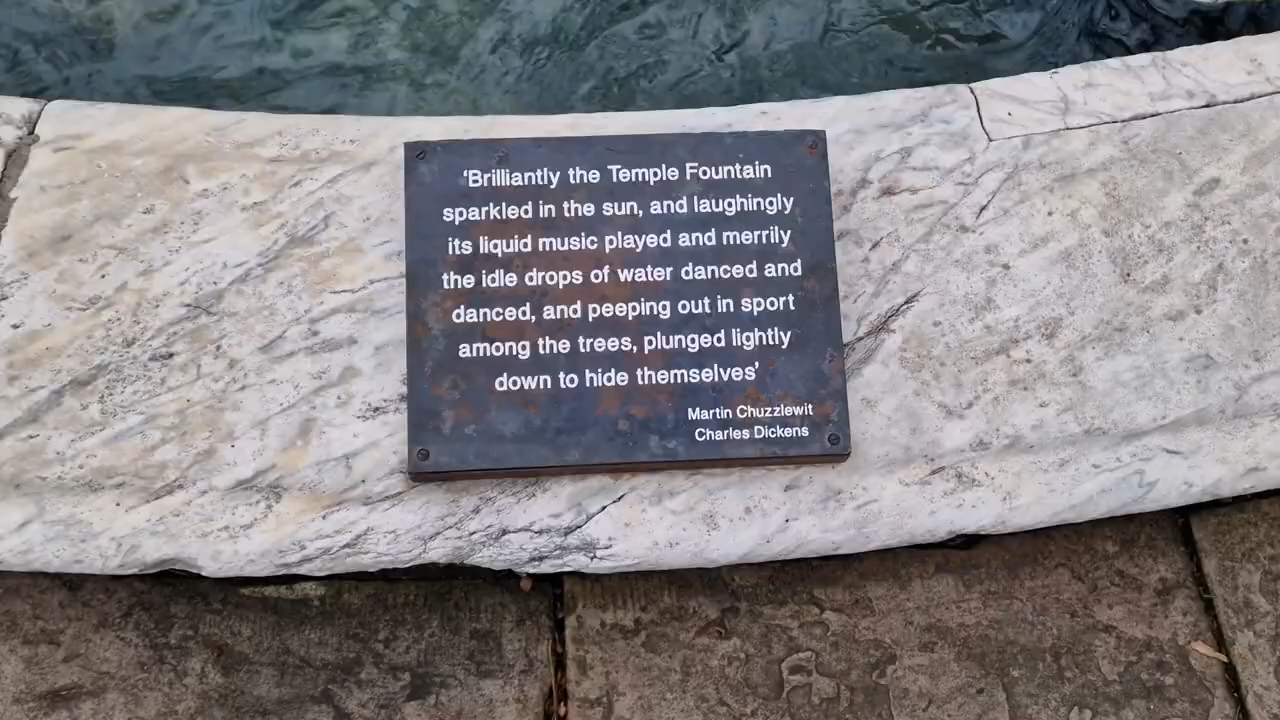 ‘Brilliantly the Temple Fountain
sparkled in the sun, and laughingly
its liquid music played and merrily
the idle drops of water danced and
danced, and peeping out in sport
among the trees, plunged lightly
down to hide themselves’
Martin Chuzzlewit
Charles Dickens